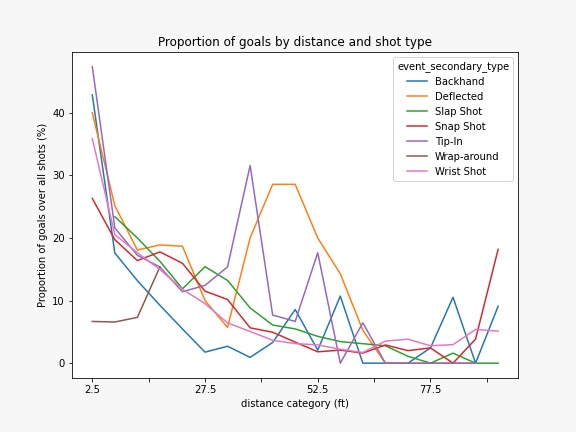 Proportion of goals by distance and shot type
event_secondary_type
Backhand
Deflected
Slap Shot
Snap Shot
Tip-In
Wrap-around
Wrist Shot
Proportion of goals over all shots (%)
40
30
20
10
0
2.5 27.5 52.5 77.5
distance category (ft)